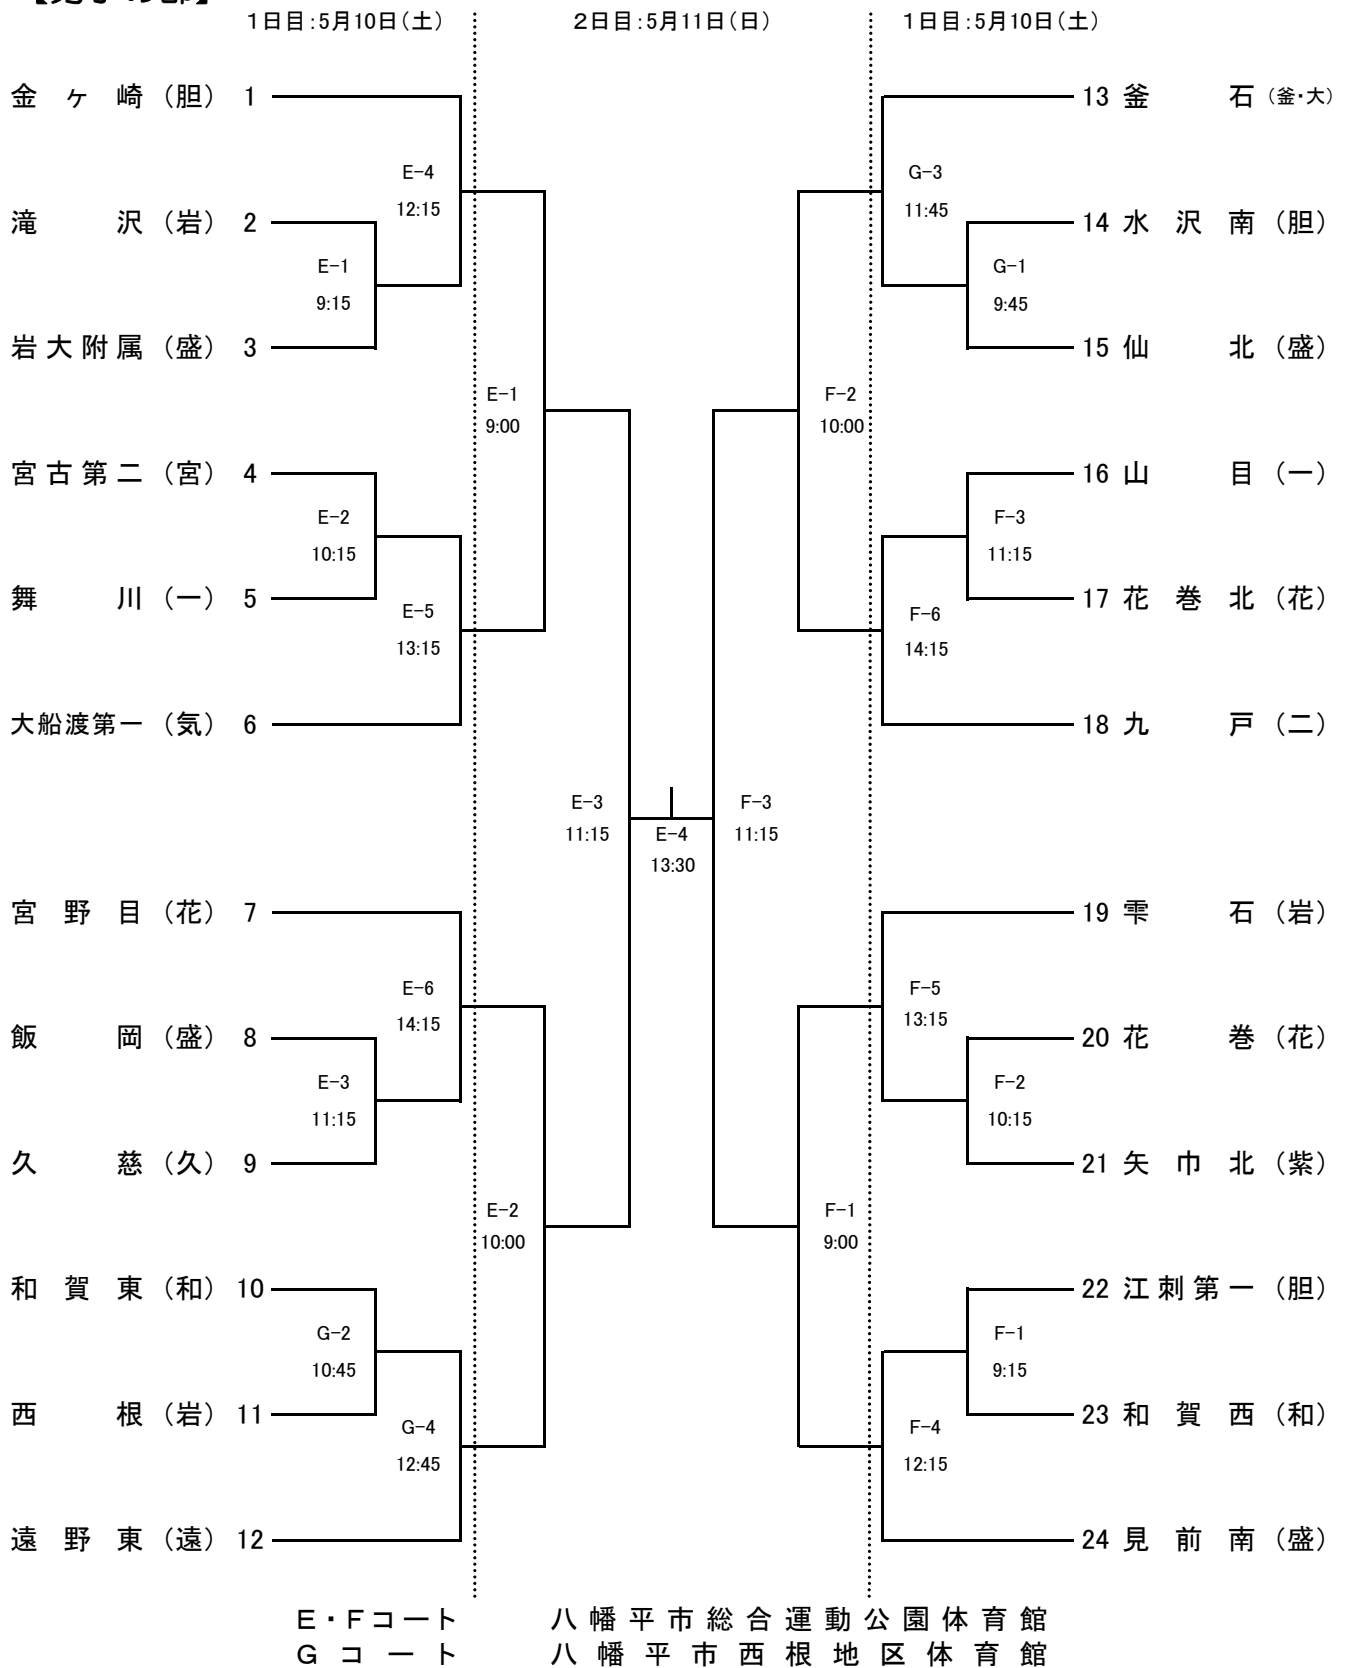 1日目:5月10日(土) 2日目:5月11日(日) 1日目:5月10日(土)
金ヶ崎(胆) 1 13 釜石(釜・大)
E-4 G-3
12:15 11:45
滝沢(岩) 2 14 水沢南(胆)
E-1 G-1
9:15 9:45
岩大附属(盛) 3 15 仙北(盛)
E-1 F-2
9:00 10:00
宮古第二(宮) 4 16 山目(一)
E-2 F-3
10:15 11:15
舞川(一) 5 17 花巻北(花)
E-5 F-6
13:15 14:15
大船渡第一(気) 6 18 九戸(二)
E-3 F-3
11:15 E-4 11:15
13:30
宮野目(花) 7 19 雫石(岩)
E-6 F-5
14:15 13:15
飯岡(盛) 8 20 花巻(花)
E-3 F-2
11:15 10:15
久慈(久) 9 21 矢巾北(紫)
E-2 F-1
10:00 9:00
和賀東(和) 10 22 江刺第一(胆)
G-2 F-1
10:45 9:15
西根(岩) 11 23 和賀西(和)
G-4 F-4
12:45 12:15
遠野東(遠) 12 24 見前南(盛)
E・Fコート 八幡平市総合運動公園体育館
Gコート 八幡平市西根地区体育館